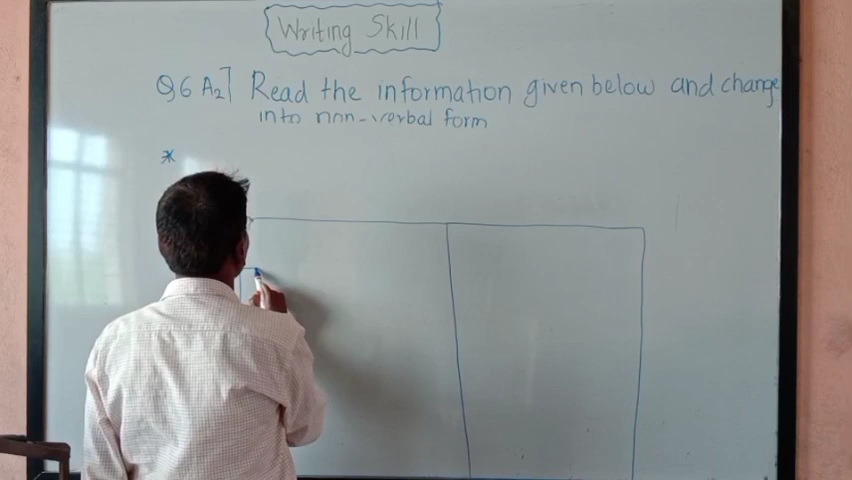 Writing Skill
Q6 A2] Read the information given below and change
into non-verbal form
*